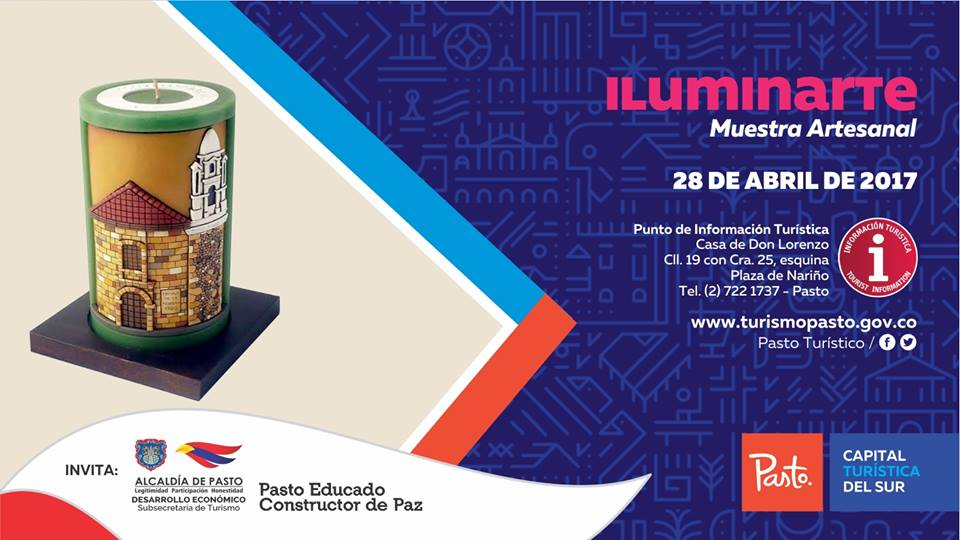 ILUMINARTE
Muestra Artesanal
28 DE ABRIL DE 2017
Punto de Información Turística
Casa de Don Lorenzo
Cll. 19 con Cra. 25, esquina
Plaza de Nariño
Tel. (2) 722 1737 - Pasto
INFORMACIÓN TURÍSTICA
i
TOURIST INFORMATION
www.turismopasto.gov.co
Pasto Turístico /
INVITA:
ALCALDÍA DE PASTO
Legitimidad Participación Honestidad
DESARROLLO ECONÓMICO
Subsecretaria de Turismo
Pasto Educado
Constructor de Paz
Pasto.
CAPITAL
TURÍSTICA
DEL SUR